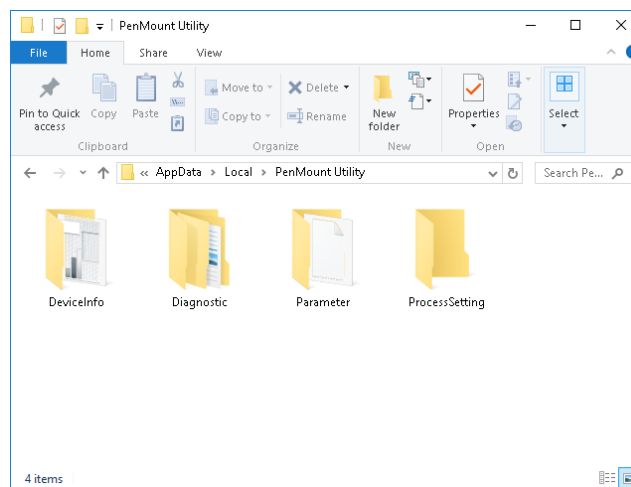 PenMount Utility
File Home Share View
Pin to Quick access
Copy
Paste
Move to
Copy to
Delete
Rename
New folder
Properties
Select
Clipboard Organize New Open
« AppData > Local > PenMount Utility
Search Pe...
DeviceInfo Diagnostic Parameter ProcessSetting
4 items